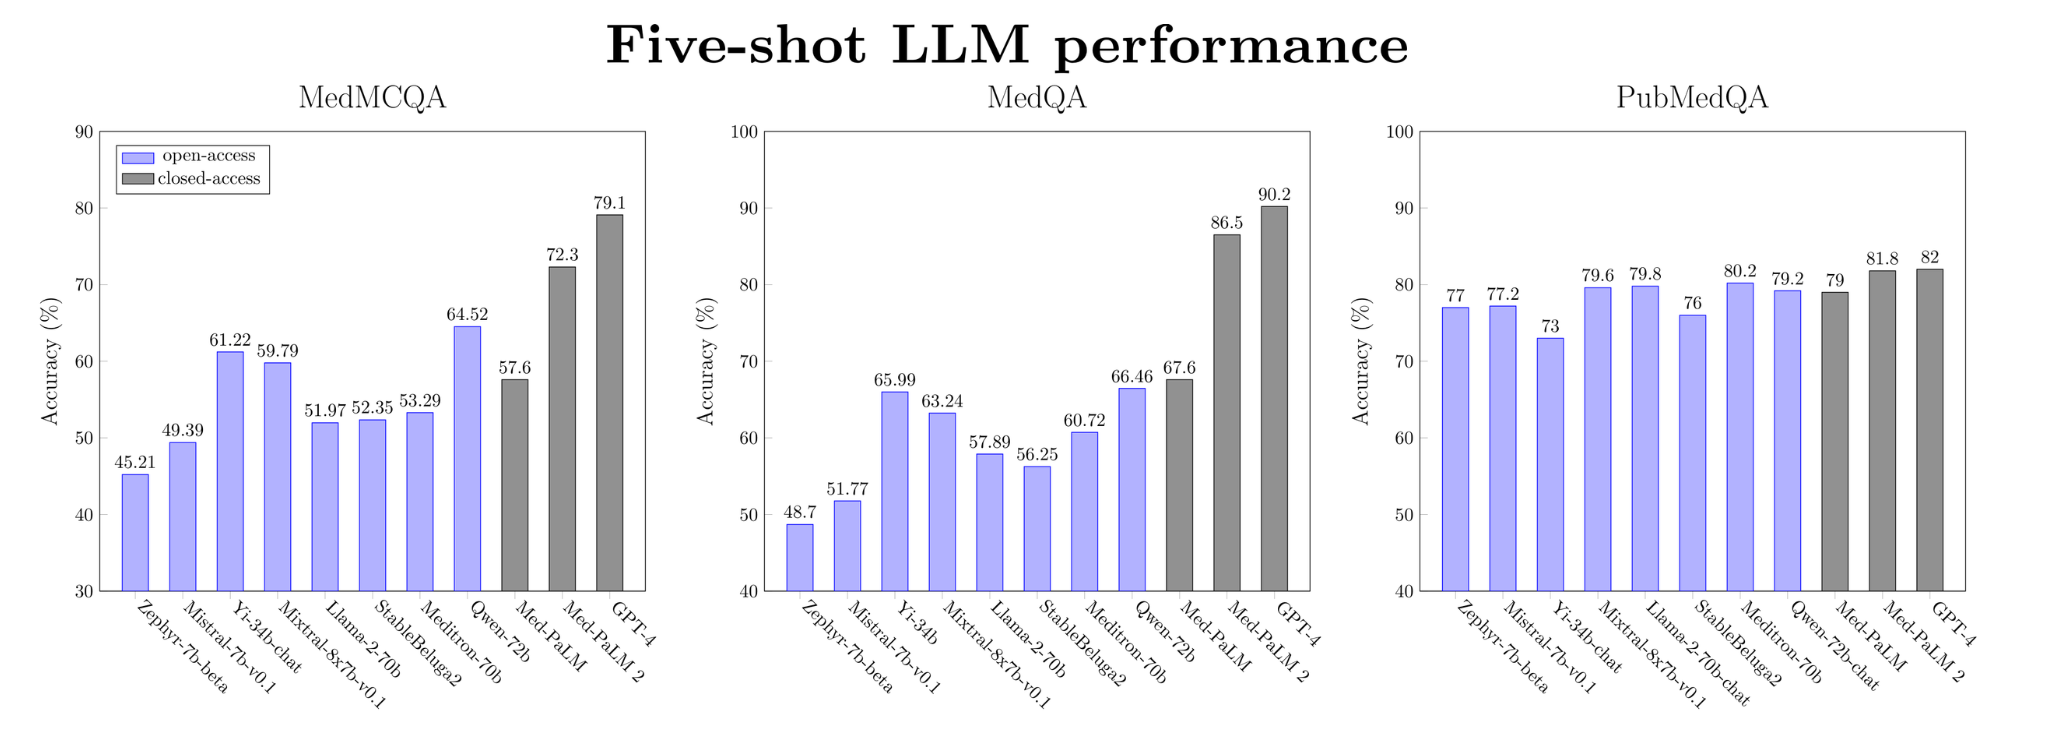 Five-shot LLM performance
MedMCQA
90
80
70
60
50
40
30
Accuracy (%)
open-access
closed-access
45.21
49.39
61.22
59.79
51.97
52.35
53.29
64.52
57.6
72.3
79.1
Zephyr-7b-beta
Mistral-7b-v0.1
Yi-34b-chat
Mixtral-8x7b-v0.1
Llama-2-70b
StableBeluga2
Meditron-70b
Qwen-72b
Med-PaLM
Med-PaLM 2
GPT-4
MedQA
100
90
80
70
60
50
40
Accuracy (%)
48.7
51.77
65.99
63.24
57.89
56.25
60.72
66.46
67.6
86.5
90.2
Zephyr-7b-beta
Mistral-7b-v0.1
Yi-34b
Mixtral-8x7b-v0.1
Llama-2-70b
StableBeluga2
Meditron-70b
Qwen-72b
Med-PaLM
Med-PaLM 2
GPT-4
PubMedQA
100
90
80
70
60
50
40
Accuracy (%)
77
77.2
73
79.6
79.8
76
80.2
79.2
79
81.8
82
Zephyr-7b-beta
Mistral-7b-v0.1
Yi-34b-chat
Mixtral-8x7b-v0.1
Llama-2-70b-chat
StableBeluga2
Meditron-70b
Qwen-72b-chat
Med-PaLM
Med-PaLM 2
GPT-4